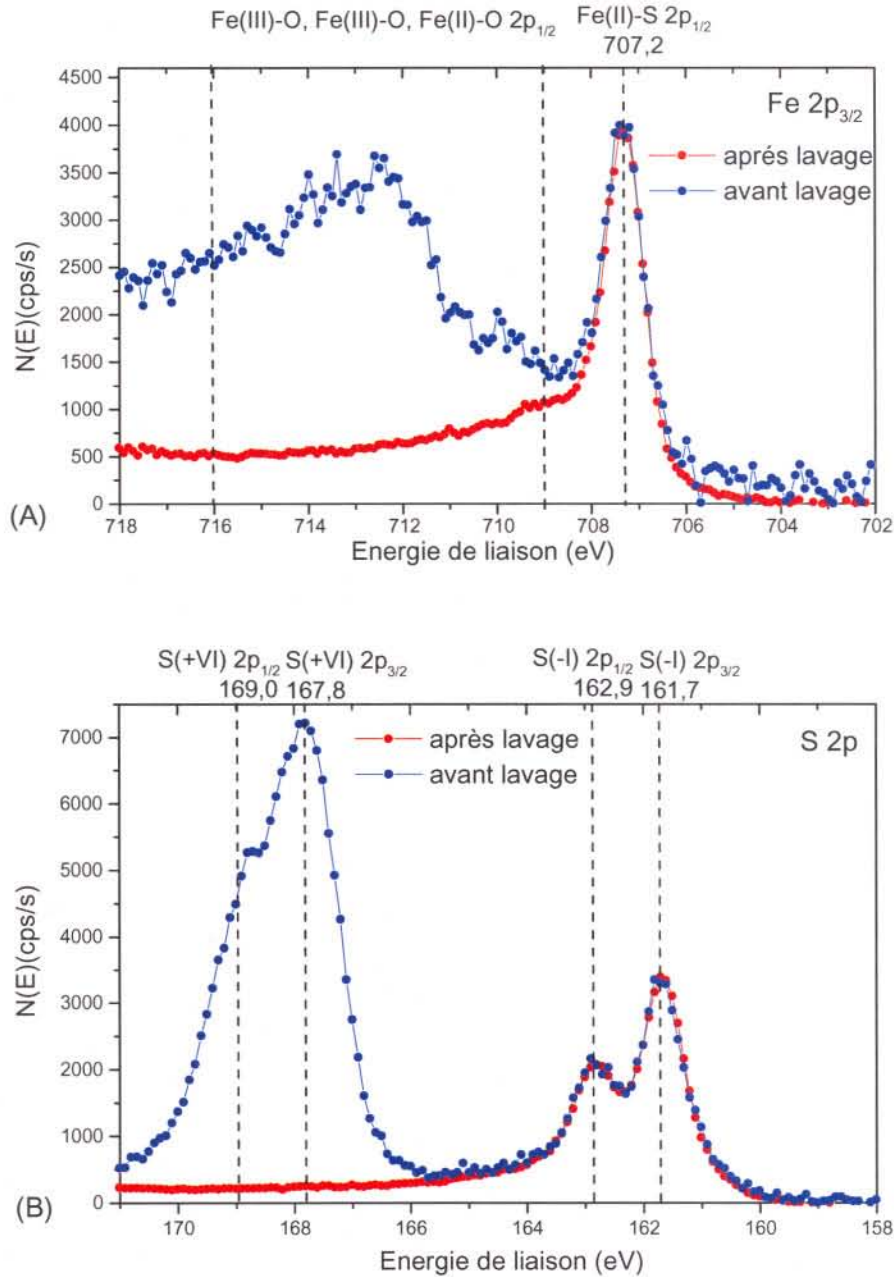 Fe(III)-O, Fe(III)-O, Fe(II)-O 2p1/2 Fe(II)-S 2p1/2
707,2
4500
4000
3500
3000
2500
2000
1500
1000
500
0
N(E)(cps/s)
Fe 2p3/2
aprés lavage
avant lavage
718 716 714 712 710 708 706 704 702
(A)
Energie de liaison (eV)
S(+VI) 2p1/2 S(+VI) 2p3/2 S(-I) 2p1/2 S(-I) 2p3/2
169,0 167,8 162,9 161,7
7000
6000
5000
4000
3000
2000
1000
0
N(E)(cps/s)
S 2p
après lavage
avant lavage
170 168 166 164 162 160 158
(B)
Energie de liaison (eV)